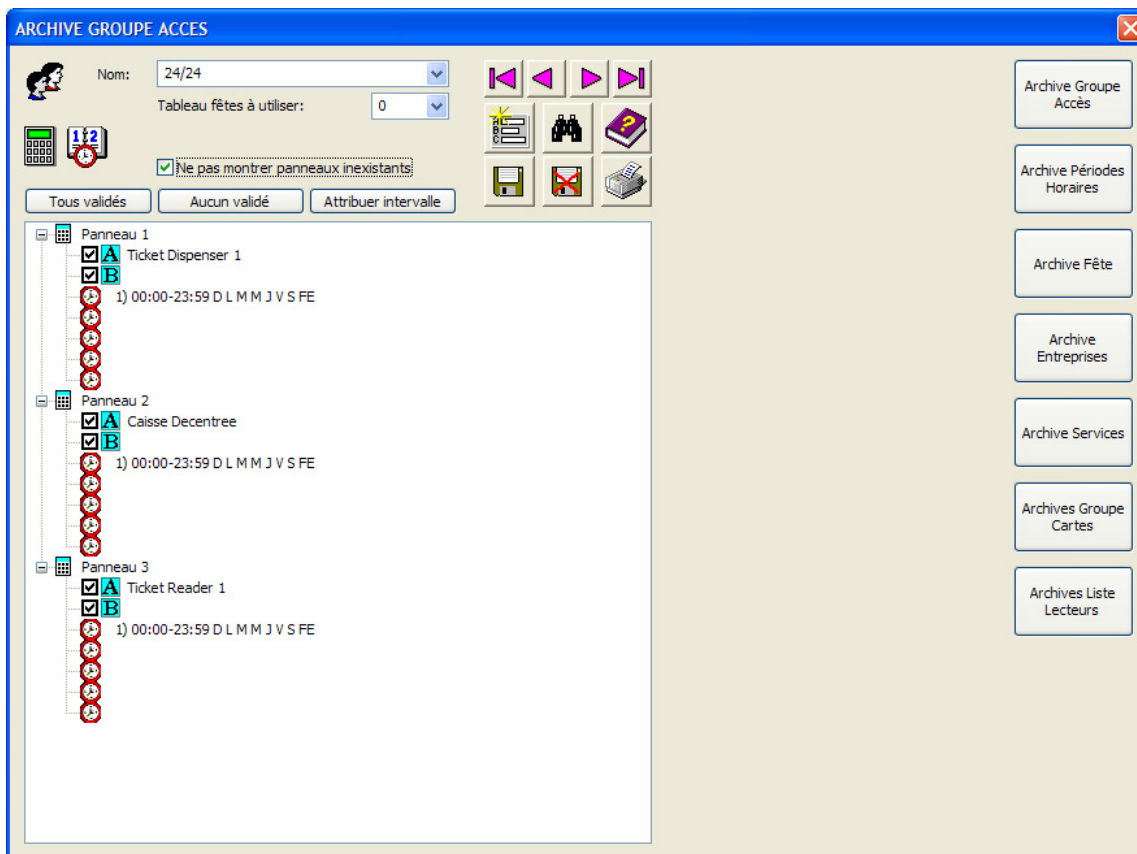 ARCHIVE GROUPE ACCES
Nom: 24/24
Tableau fêtes à utiliser: 0
Ne pas montrer panneaux inexistants
Tous validés Aucun validé Attribuer intervalle
Panneau 1
A Ticket Dispenser 1
B
1) 00:00-23:59 D L M M J V S FE
Panneau 2
A Caisse Decentree
B
1) 00:00-23:59 D L M M J V S FE
Panneau 3
A Ticket Reader 1
B
1) 00:00-23:59 D L M M J V S FE
Archive Groupe
Accès
Archive Périodes
Horaires
Archive Fête
Archive
Entreprises
Archive Services
Archives Groupe
Cartes
Archives Liste
Lecteurs